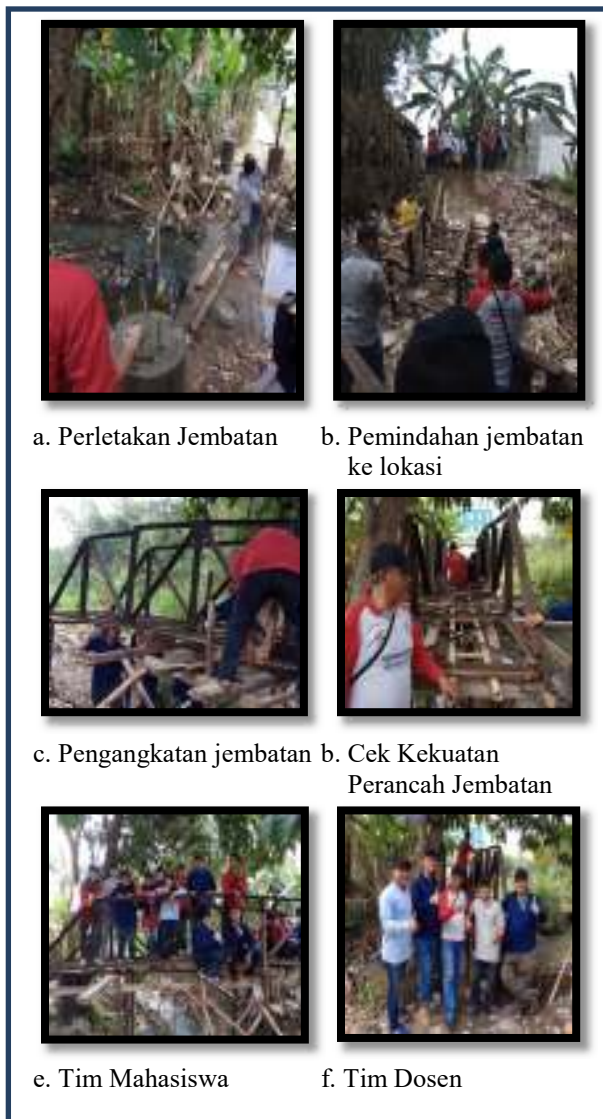 a. Perletakan Jembatan
b. Pemindahan jembatan
ke lokasi
c. Pengangkatan jembatan
b. Cek Kekuatan
Perancah Jembatan
e. Tim Mahasiswa
f. Tim Dosen